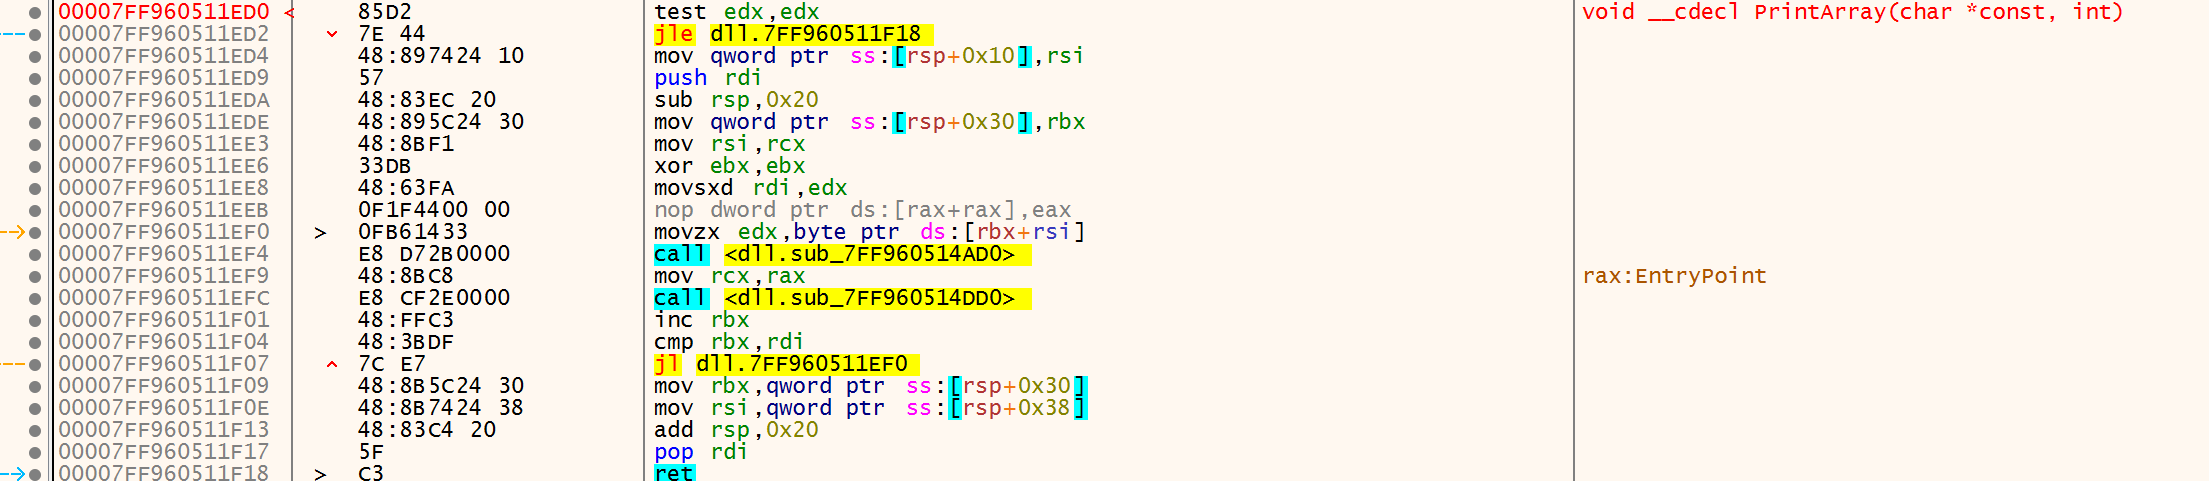 00007FF960511ED0 < 85D2 test edx,edx void __cdecl PrintArray(char *const, int)
00007FF960511ED2 7E 44 jle dll.7FF960511F18
00007FF960511ED4 48:897424 10 mov qword ptr ss:[rsp+0x10],rsi
00007FF960511ED9 57 push rdi
00007FF960511EDA 48:83EC 20 sub rsp,0x20
00007FF960511EDE 48:895C24 30 mov qword ptr ss:[rsp+0x30],rbx
00007FF960511EE3 48:8BF1 mov rsi,rcx
00007FF960511EE6 33DB xor ebx,ebx
00007FF960511EE8 48:63FA movsxd rdi,edx
00007FF960511EEB 0F1F4400 00 nop dword ptr ds:[rax+rax],eax
00007FF960511EF0 > 0FB61433 movzx edx,byte ptr ds:[rbx+rsi]
00007FF960511EF4 E8 D72B0000 call <dll.sub_7FF960514AD0>
00007FF960511EF9 48:8BC8 mov rcx,rax rax:EntryPoint
00007FF960511EFC E8 CF2E0000 call <dll.sub_7FF960514DD0>
00007FF960511F01 48:FFC3 inc rbx
00007FF960511F04 48:3BDF cmp rbx,rdi
00007FF960511F07 7C E7 jl dll.7FF960511EF0
00007FF960511F09 48:8B5C24 30 mov rbx,qword ptr ss:[rsp+0x30]
00007FF960511F0E 48:8B7424 38 mov rsi,qword ptr ss:[rsp+0x38]
00007FF960511F13 48:83C4 20 add rsp,0x20
00007FF960511F17 5F pop rdi
00007FF960511F18 > C3 ret